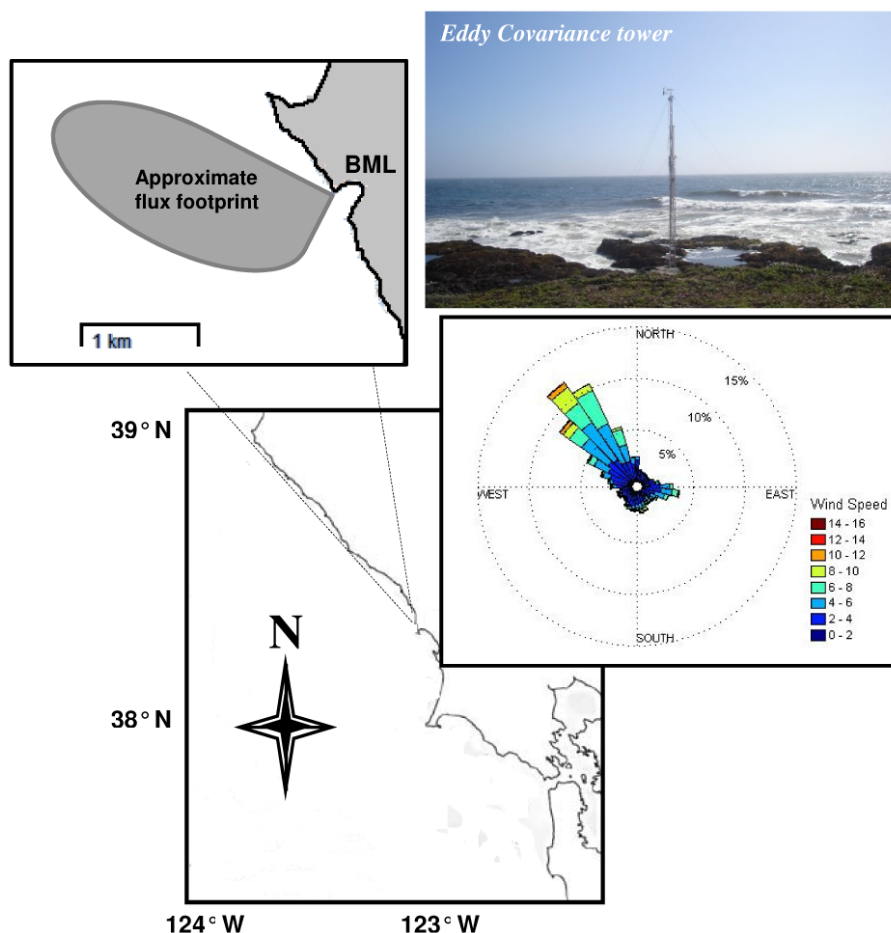 Eddy Covariance tower
BML
Approximate
flux footprint
1 km
NORTH
15%
10%
5%
WEST
EAST
SOUTH
Wind Speed
14 - 16
12 - 14
10 - 12
8 - 10
6 - 8
4 - 6
2 - 4
0 - 2
39° N
N
38° N
124° W
123° W